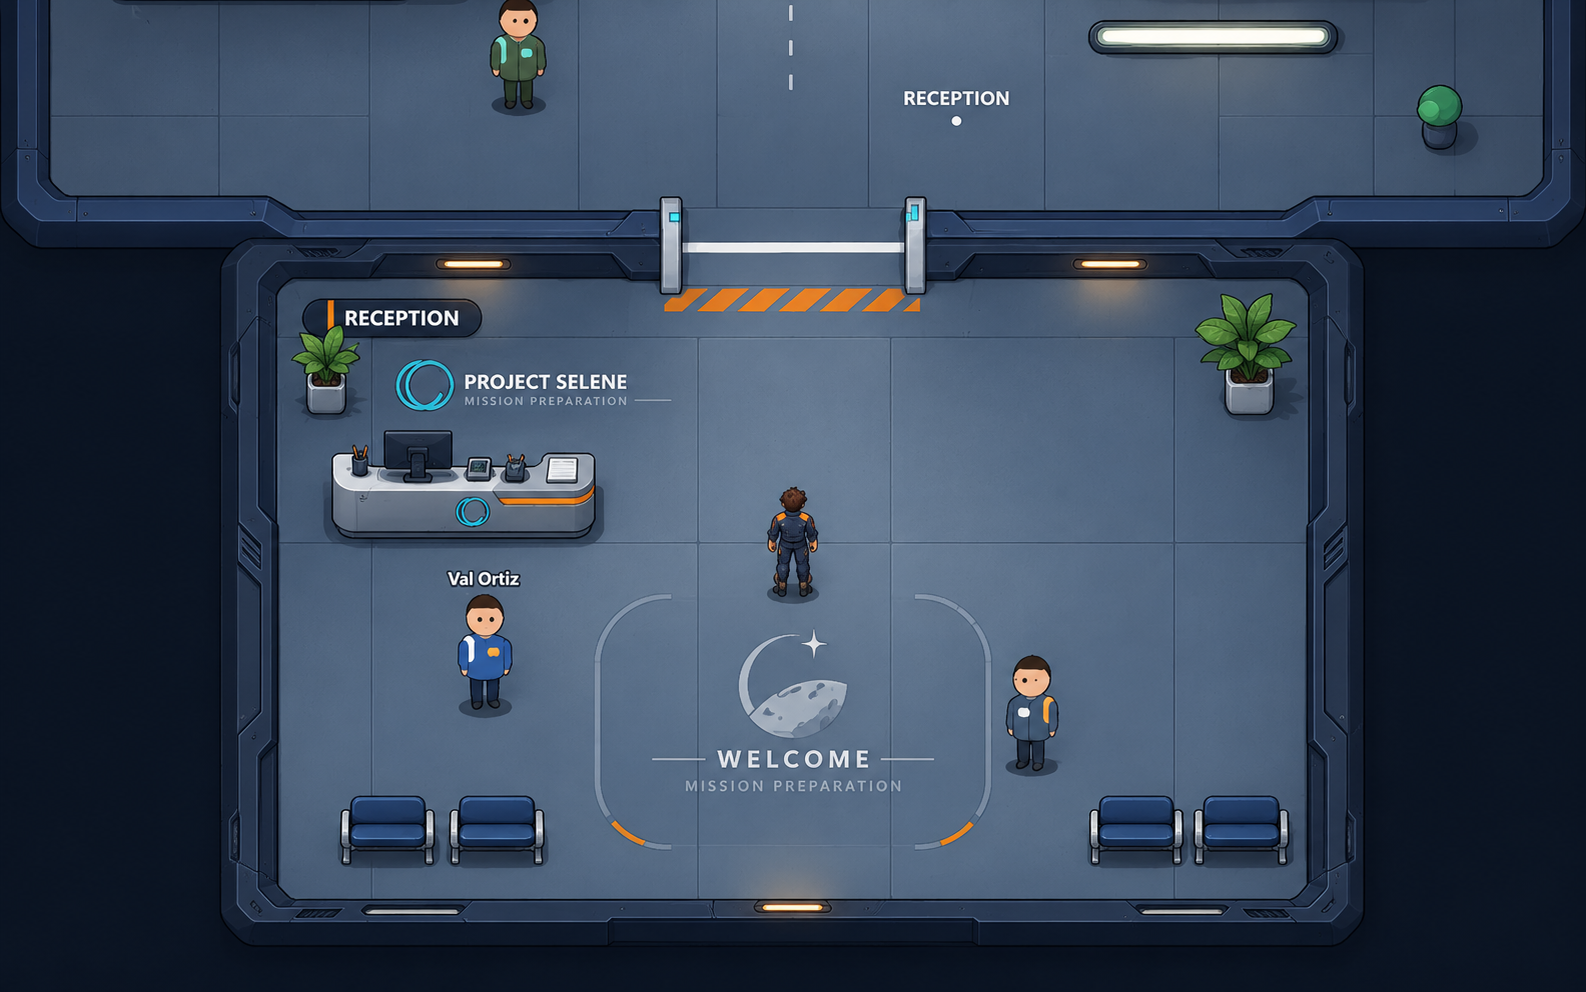 RECEPTION
RECEPTION
PROJECT SELENE
MISSION PREPARATION
Val Ortiz
WELCOME
MISSION PREPARATION